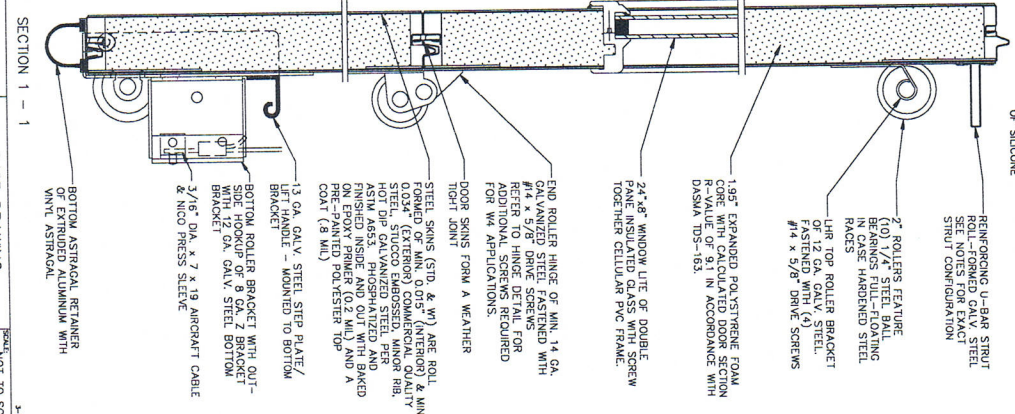 OF SILICONE
REINFORCING U-BAR STRUT
ROLL-FORMED GALV. STEEL
SEE NOTES FOR EXACT
STRUT CONFIGURATION
2" ROLLERS FEATURE
(10) 1/4" STEEL BALL
BEARINGS FULL-FLOATING
IN CASE HARDENED STEEL
RACES
LHR TOP ROLLER BRACKET
OF 12 GA. GALV. STEEL.
FASTENED WITH (4)
#14 x 5/8" DRIVE SCREWS
1.95" EXPANDED POLYSTYRENE FOAM
CORE WITH CALCULATED DOOR SECTION
R-VALUE OF 9.1 IN ACCORDANCE WITH
DASMA TDS-163.
24"x8" WINDOW LITE OF DOUBLE
PANE INSULATED GLASS WITH SCREW
TOGETHER CELLULAR PVC FRAME.
END ROLLER HINGE OF MIN. 14 GA.
GALVANIZED STEEL FASTENED WITH
#14 x 5/8" DRIVE SCREWS
REFER TO HINGE DETAIL FOR
ADDITIONAL SCREWS REQUIRED
FOR W4 APPLICATIONS.
DOOR SKINS FORM A WEATHER
TIGHT JOINT
STEEL SKINS (STD. & W1) ARE ROLL
FORMED OF MIN. 0.015" (INTERIOR) & MIN
0.034" (EXTERIOR) COMMERCIAL QUALITY
STEEL, STUCCO EMBOSSED, MINOR RIB,
HOT DIP GALVANIZED STEEL PER
ASTM A653. PHOSPHATIZED AND
FINISHED INSIDE AND OUT WITH BAKED
ON EPOXY PRIMER (0.2 MIL) AND A
PRE-PAINTED POLYESTER TOP
COAT (.8 MIL)
13 GA. GALV. STEEL STEP PLATE/
LIFT HANDLE - MOUNTED TO BOTTOM
BRACKET
BOTTOM ROLLER BRACKET WITH OUT-
SIDE HOOKUP OF 8 GA. Z BRACKET
WITH 12 GA. GALV. STEEL BOTTOM
BRACKET
3/16" DIA. x 7 x 19 AIRCRAFT CABLE
& NICO PRESS SLEEVE
BOTTOM ASTRAGAL RETAINER
OF EXTRUDED ALUMINUM WITH
VINYL ASTRAGAL
SECTION 1 - 1
SCALE:
NOT TO SC